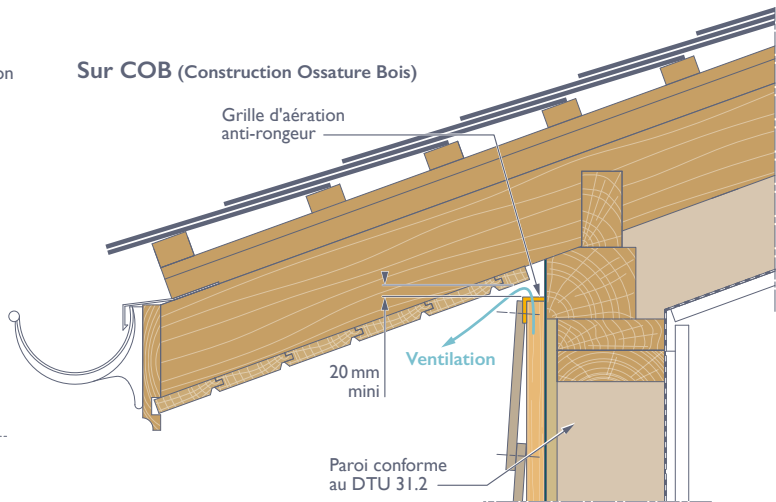 on
Sur COB (Construction Ossature Bois)
Grille d'aération
anti-rongeur
Ventilation
20 mm
mini
Paroi conforme
au DTU 31.2